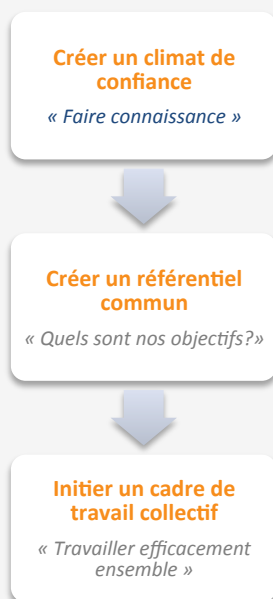 Créer un climat de
confiance
« Faire connaissance »
Créer un référentiel
commun
« Quels sont nos objectifs?»
Initier un cadre de
travail collectif
« Travailler efficacement
ensemble »